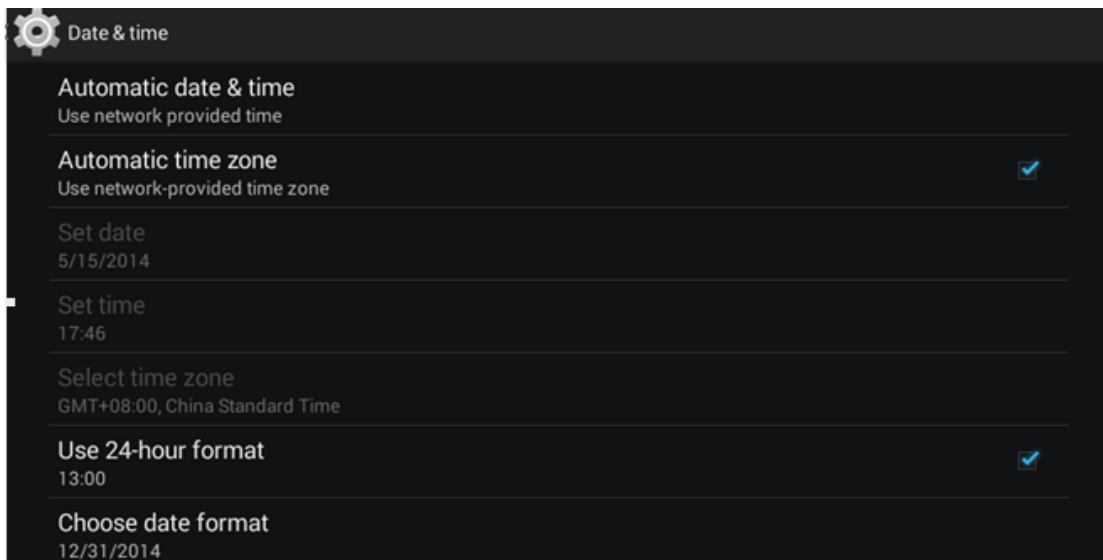 Date & time
Automatic date & time
Use network provided time
Automatic time zone
Use network-provided time zone
Set date
5/15/2014
Set time
17:46
Select time zone
GMT+08:00, China Standard Time
Use 24-hour format
13:00
Choose date format
12/31/2014